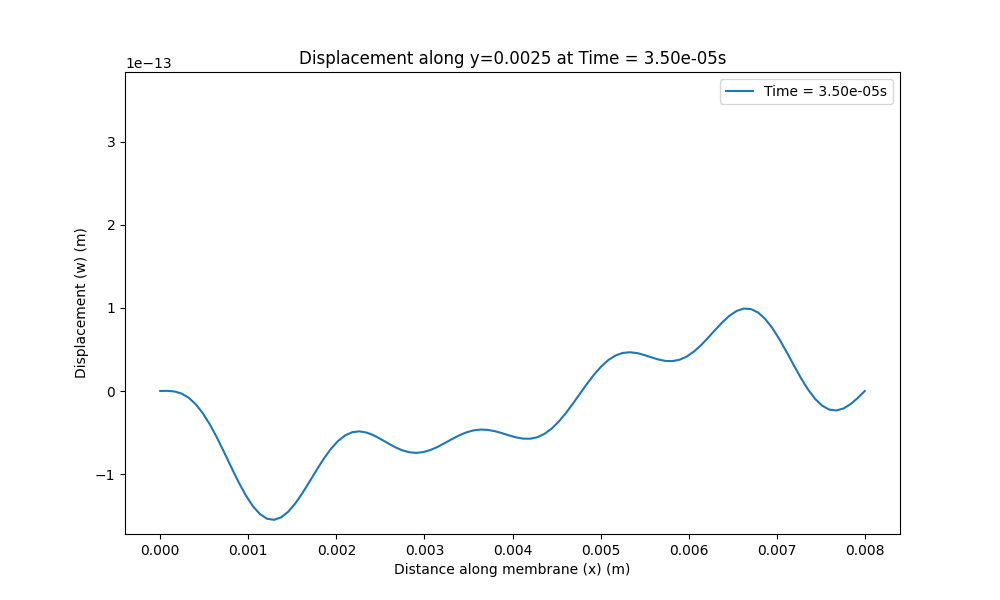 Displacement along y=0.0025 at Time = 3.50e-05s
1e−13
Time = 3.50e-05s
3
2
1
0
−1
Displacement (w) (m)
0.000 0.001 0.002 0.003 0.004 0.005 0.006 0.007 0.008
Distance along membrane (x) (m)